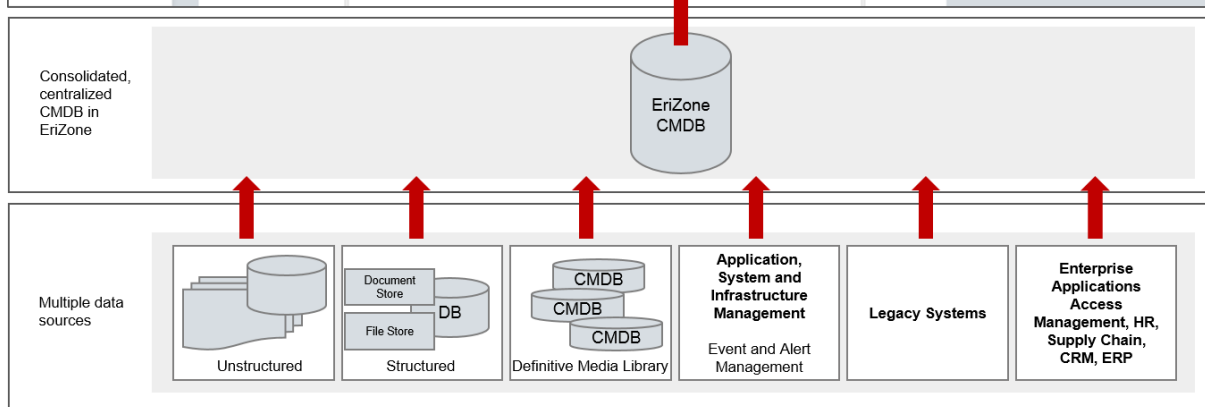 Consolidated,
centralized
CMDB in
EriZone
EriZone
CMDB
Multiple data
sources
Unstructured
Document
Store
DB
File Store
Structured
CMDB
CMDB
CMDB
Definitive Media Library
Application,
System and
Infrastructure
Management
Event and Alert
Management
Legacy Systems
Enterprise
Applications
Access
Management, HR,
Supply Chain,
CRM, ERP